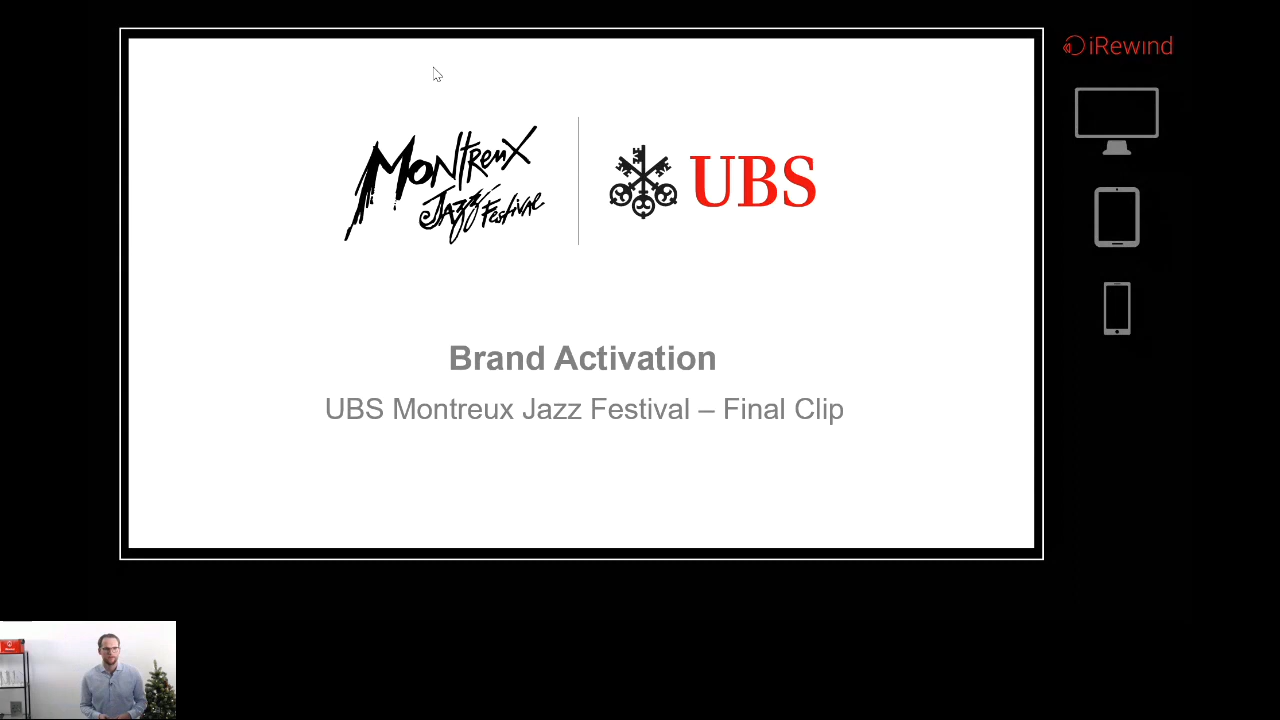 iRewind
Montreux
Jazz Festival
UBS
Brand Activation
UBS Montreux Jazz Festival – Final Clip